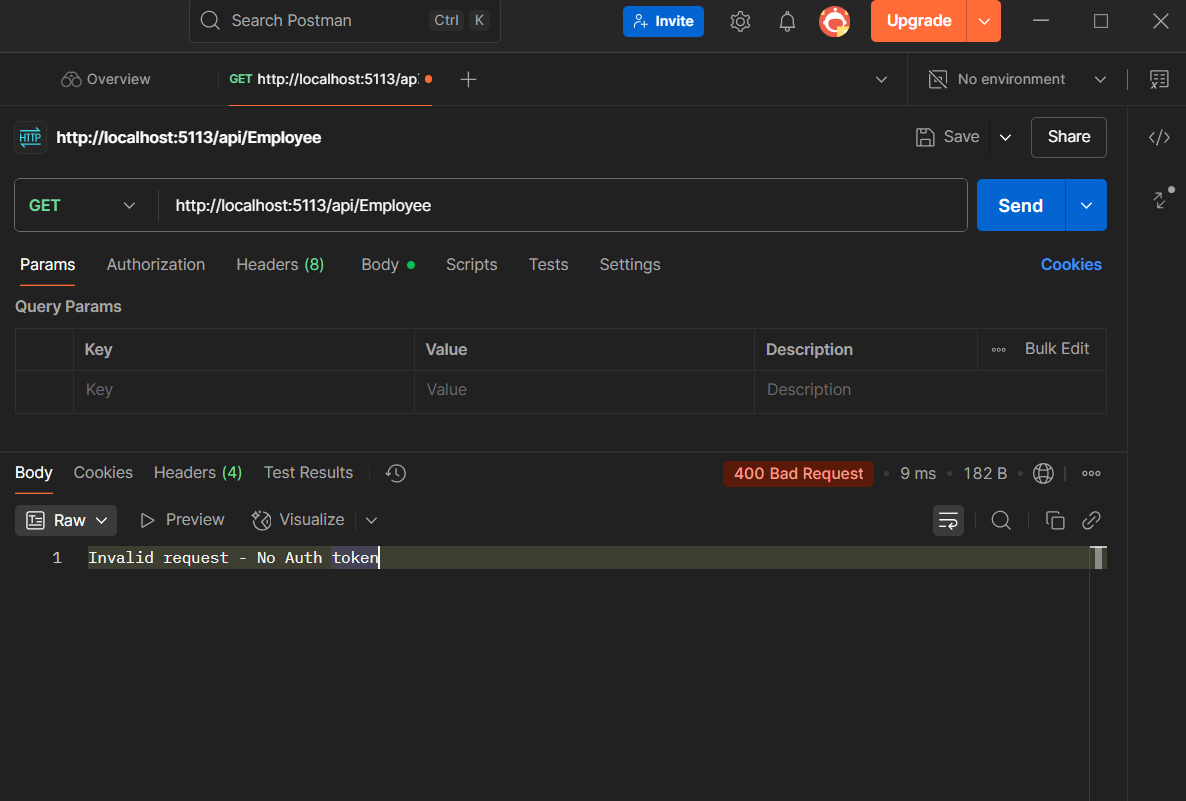 Search Postman Ctrl K Invite Upgrade
Overview GET http://localhost:5113/ap No environment
HTTP http://localhost:5113/api/Employee Save Share
GET http://localhost:5113/api/Employee Send
Params Authorization Headers (8) Body Scripts Tests Settings Cookies
Query Params
Key Value Description Bulk Edit
Key Value Description
Body Cookies Headers (4) Test Results 400 Bad Request 9 ms 182 B
Raw Preview Visualize
1 Invalid request - No Auth token